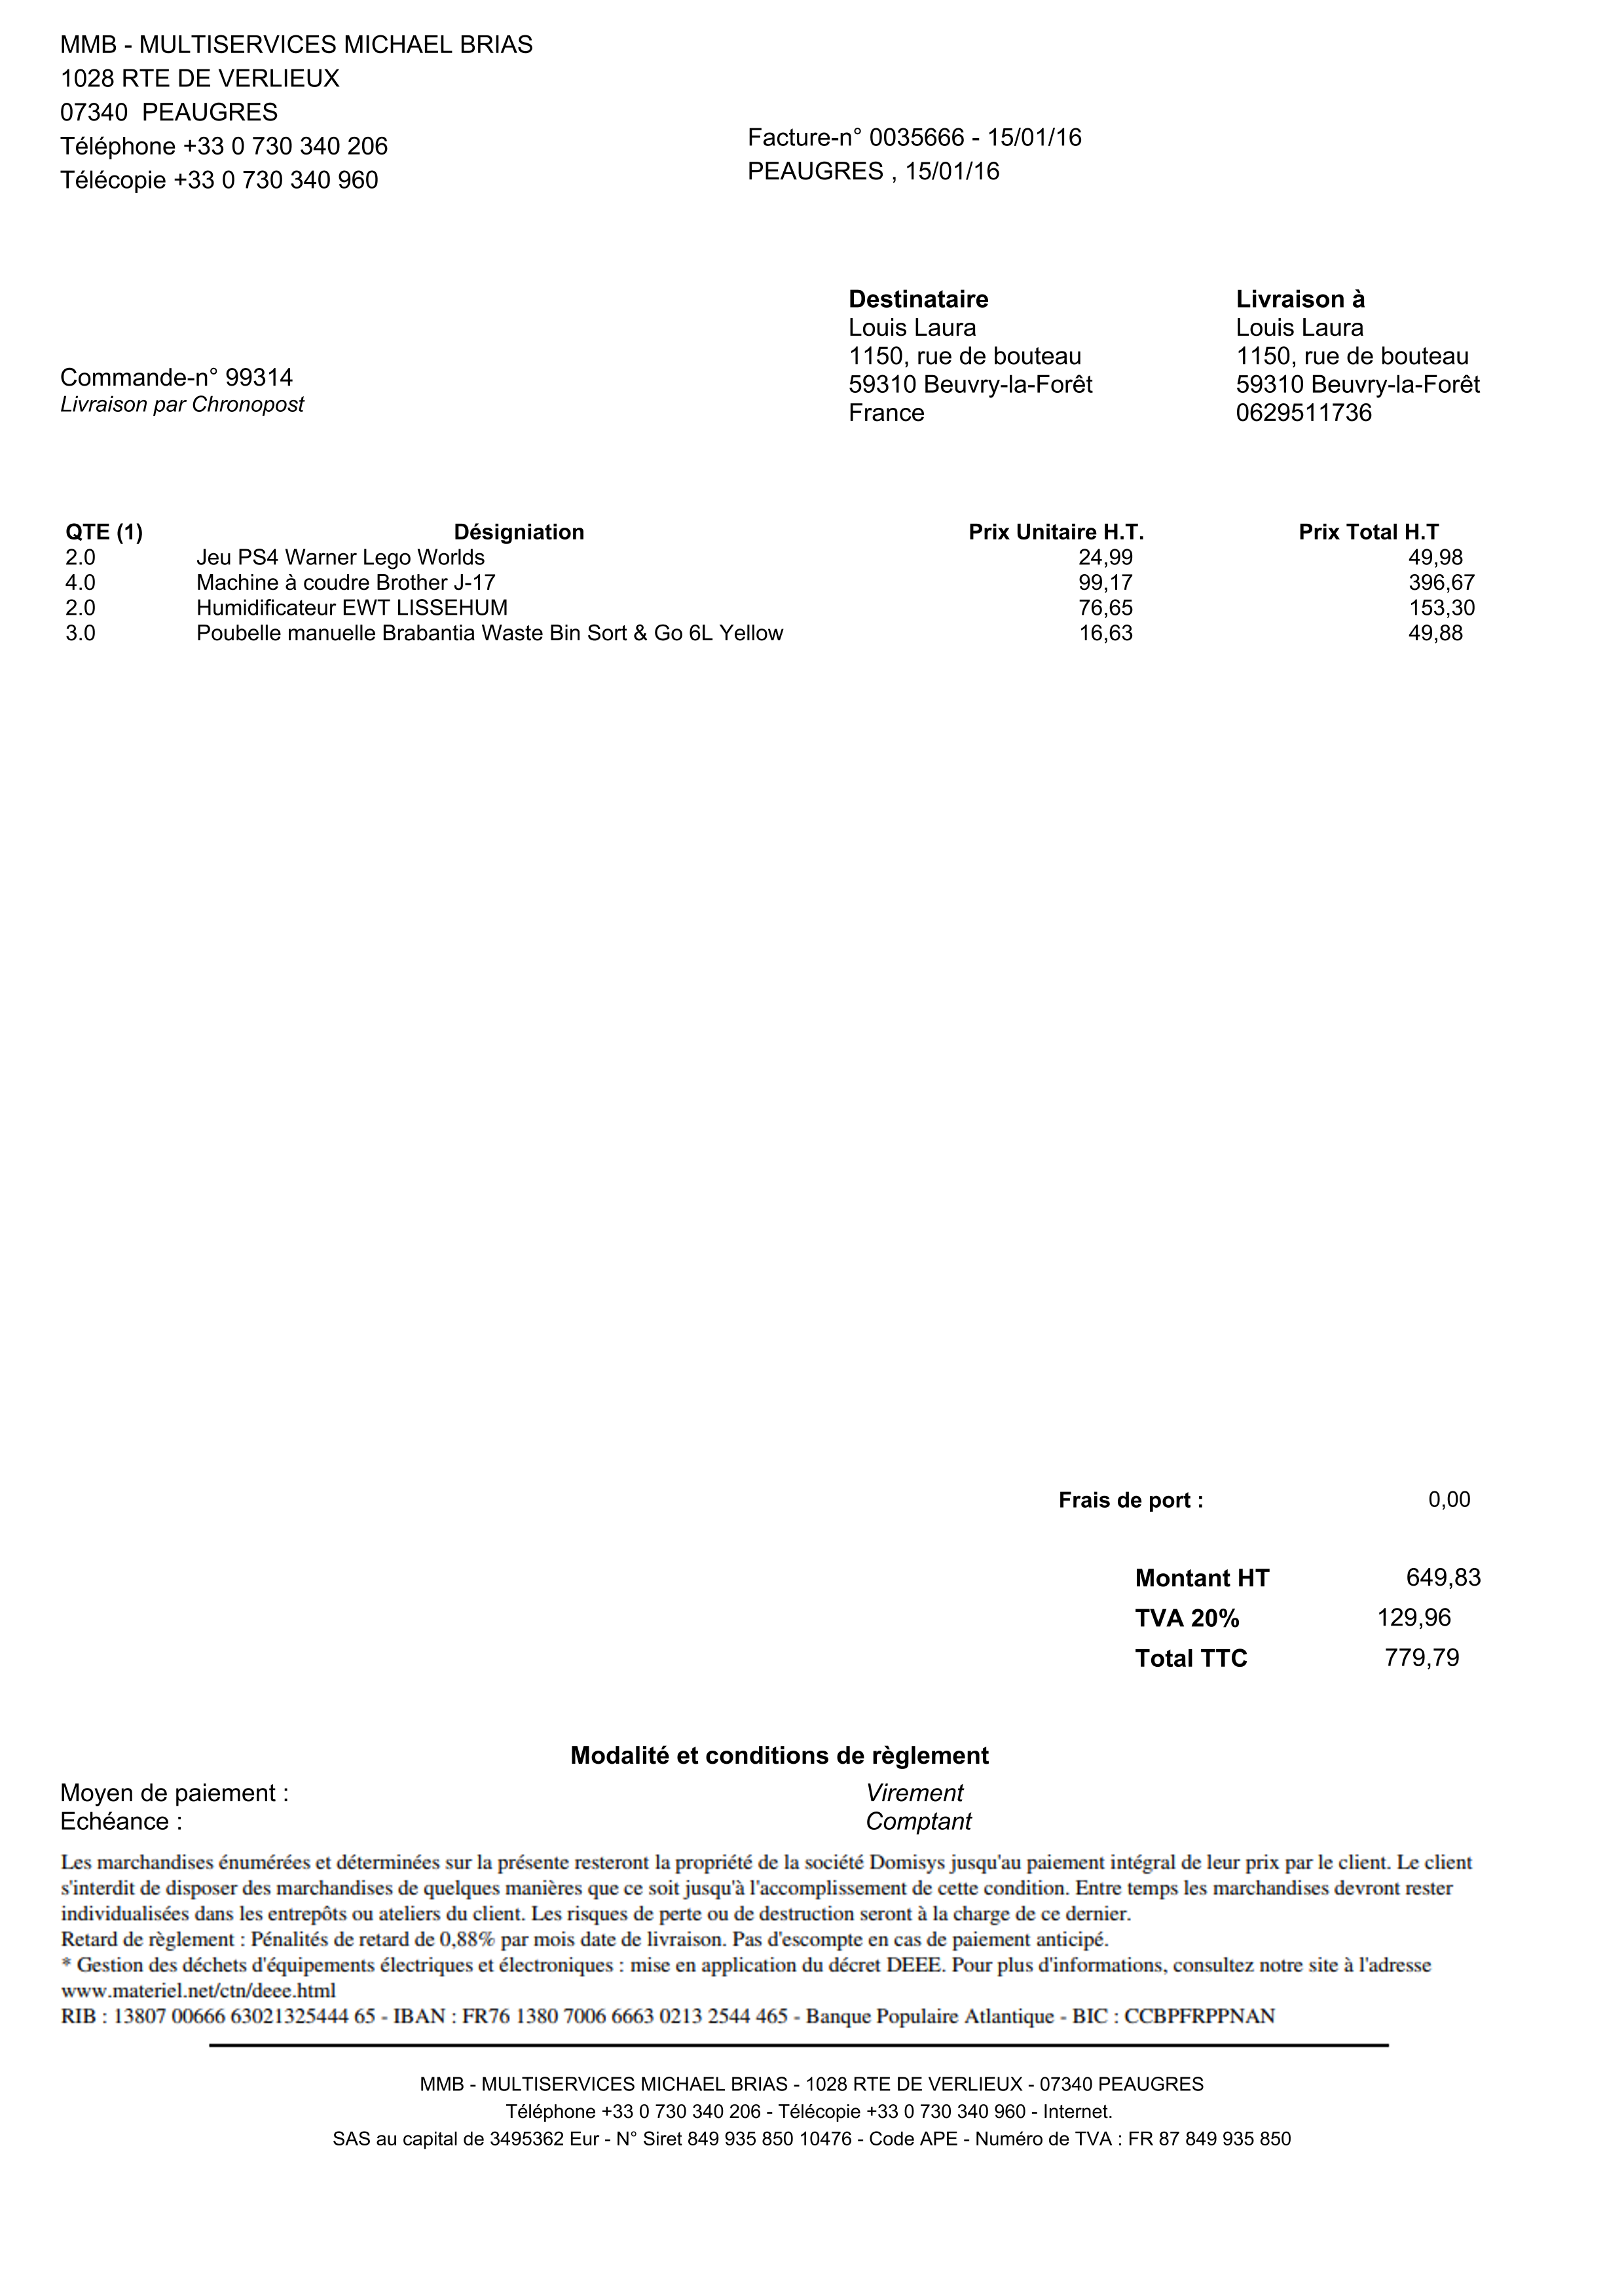 MMB - MULTISERVICES MICHAEL BRIAS
1028 RTE DE VERLIEUX
07340 PEAUGRES
Téléphone +33 0 730 340 206
Télécopie +33 0 730 340 960
Facture-n° 0035666 - 15/01/16
PEAUGRES , 15/01/16
Commande-n° 99314
Livraison par Chronopost
Destinataire
Louis Laura
1150, rue de bouteau
59310 Beuvry-la-Forêt
France
Livraison à
Louis Laura
1150, rue de bouteau
59310 Beuvry-la-Forêt
0629511736
QTE (1) Désigniation Prix Unitaire H.T. Prix Total H.T
2.0 Jeu PS4 Warner Lego Worlds 24,99 49,98
4.0 Machine à coudre Brother J-17 99,17 396,67
2.0 Humidificateur EWT LISSEHUM 76,65 153,30
3.0 Poubelle manuelle Brabantia Waste Bin Sort & Go 6L Yellow 16,63 49,88
Frais de port : 0,00
Montant HT 649,83
TVA 20% 129,96
Total TTC 779,79
Modalité et conditions de règlement
Moyen de paiement : Virement
Echéance : Comptant
Les marchandises énumérées et déterminées sur la présente resteront la propriété de la société Domisys jusqu'au paiement intégral de leur prix par le client. Le client
s'interdit de disposer des marchandises de quelques manières que ce soit jusqu'à l'accomplissement de cette condition. Entre temps les marchandises devront rester
individualisées dans les entrepôts ou ateliers du client. Les risques de perte ou de destruction seront à la charge de ce dernier.
Retard de règlement : Pénalités de retard de 0,88% par mois date de livraison. Pas d'escompte en cas de paiement anticipé.
* Gestion des déchets d'équipements électriques et électroniques : mise en application du décret DEEE. Pour plus d'informations, consultez notre site à l'adresse
www.materiel.net/ctn/deee.html
RIB : 13807 00666 63021325444 65 - IBAN : FR76 1380 7006 6663 0213 2544 465 - Banque Populaire Atlantique - BIC : CCBPFRPPNAN
MMB - MULTISERVICES MICHAEL BRIAS - 1028 RTE DE VERLIEUX - 07340 PEAUGRES
Téléphone +33 0 730 340 206 - Télécopie +33 0 730 340 960 - Internet.
SAS au capital de 3495362 Eur - N° Siret 849 935 850 10476 - Code APE - Numéro de TVA : FR 87 849 935 850